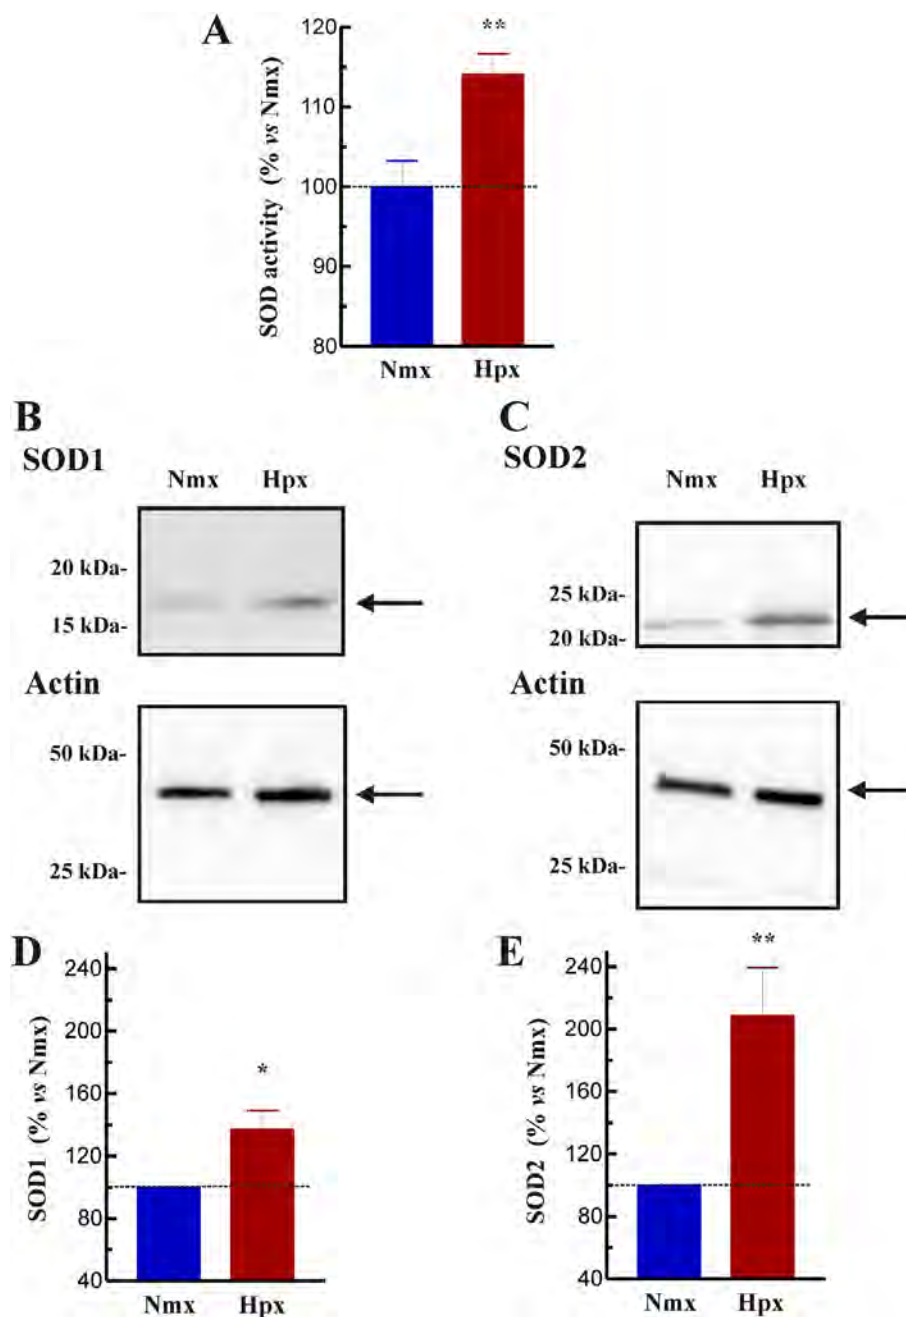 A
SOD activity (% vs Nmx)
120
110
100
90
80
**
Nmx Hpx
B
SOD1
Nmx Hpx
20 kDa-
15 kDa-
Actin
50 kDa-
25 kDa-
C
SOD2
Nmx Hpx
25 kDa-
20 kDa-
Actin
50 kDa-
25 kDa-
D
SOD1 (% vs Nmx)
240
200
160
120
80
40
*
Nmx Hpx
E
SOD2 (% vs Nmx)
240
200
160
120
80
40
**
Nmx Hpx